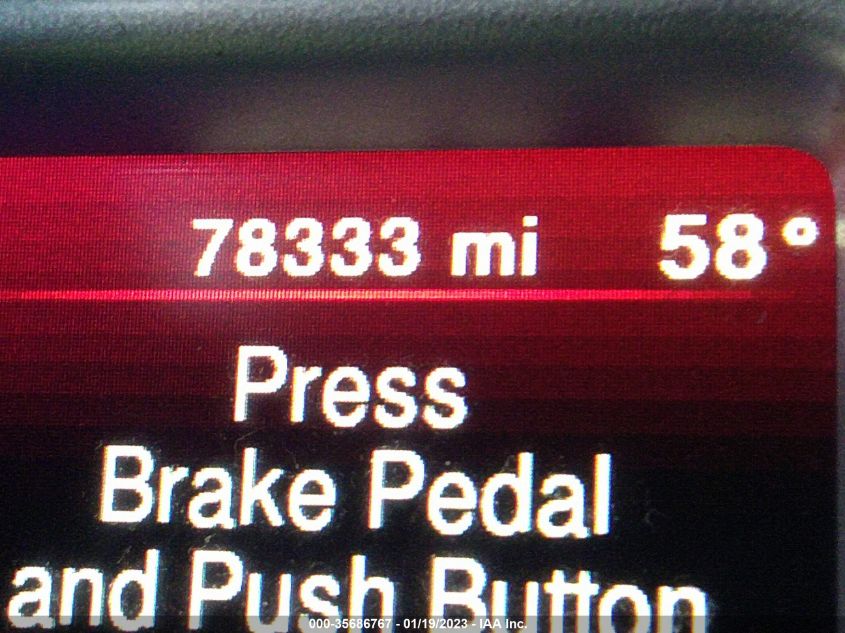 78333 mi 58°
Press
Brake Pedal
and Push Button
000-35686767 - 01/19/2023 - IAA Inc.